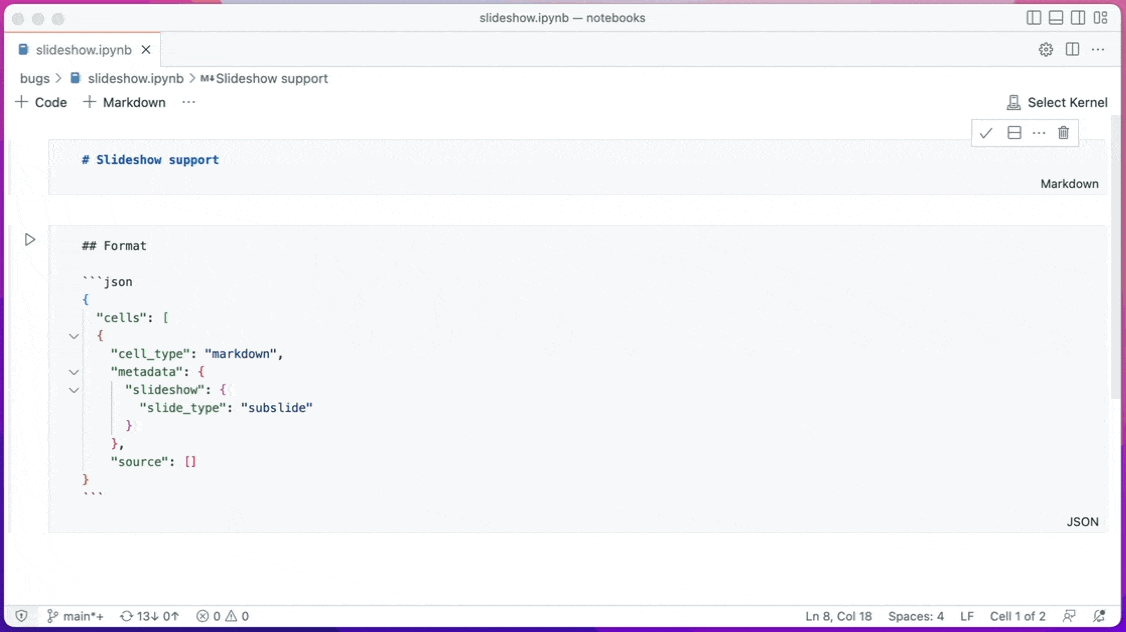 slideshow.ipynb — notebooks
slideshow.ipynb
bugs > slideshow.ipynb > M↓Slideshow support
+ Code + Markdown ··· Select Kernel
# Slideshow support
Markdown
## Format
```json
{
"cells": [
{
"cell_type": "markdown",
"metadata": {
"slideshow": {
"slide_type": "subslide"
}
},
"source": []
}
```
JSON
main*+ 13↓ 0↑ 0 0 Ln 8, Col 18 Spaces: 4 LF Cell 1 of 2